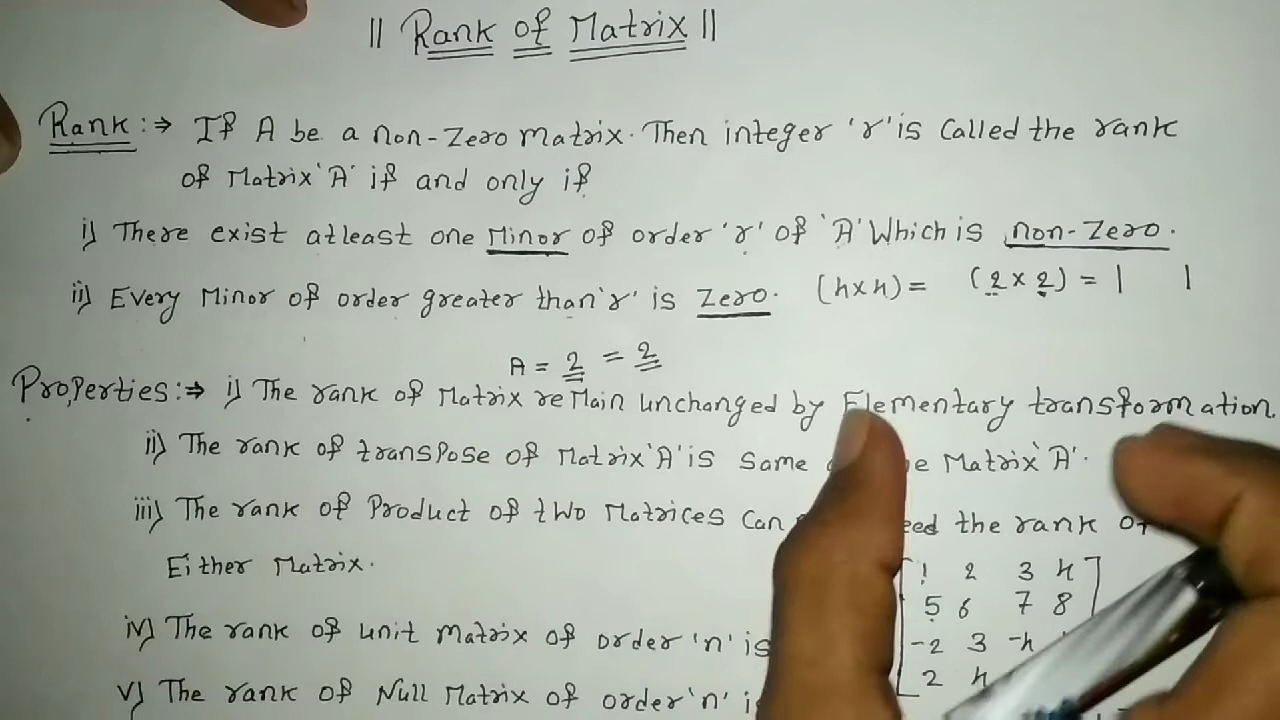 || Rank of Matrix ||
Rank :⇒ If A be a non-Zero matrix. Then integer 'r' is called the rank
of Matrix 'A' if and only if
i) There exist atleast one Minor of order 'r' of 'A' Which is non-Zero.
ii) Every Minor of order greater than 'r' is Zero. (4×4) = (2×2) = | |
A = 2 = 2
Properties :⇒ i) The rank of Matrix remain unchanged by Elementary transformation.
ii) The rank of transpose of Matrix 'A' is same Matrix 'A'.
iii) The rank of Product of two Matrices Can the rank of
Either Matrix.
1 2 3 4
5 6 7 8
iv) The rank of unit matrix of order 'n' is
-2 3 -4
2 4
v) The rank of Null Matrix of order 'n' is